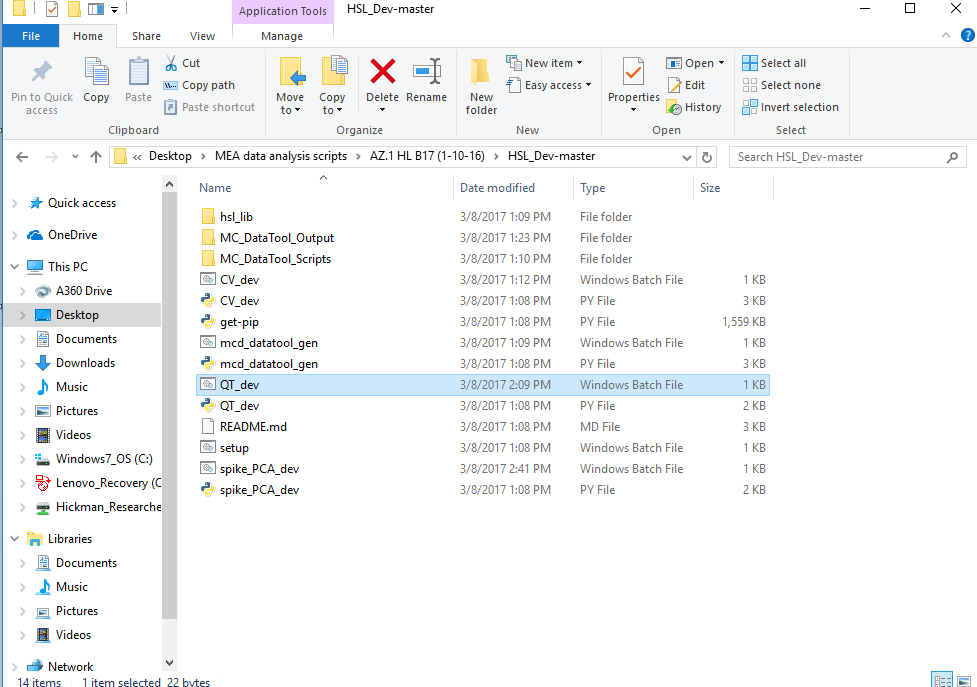 Application Tools HSL_Dev-master
File Home Share View Manage
Pin to Quick access
Copy
Paste
Cut
Copy path
Paste shortcut
Clipboard
Move to
Copy to
Delete
Rename
Organize
New folder
New item
Easy access
New
Properties
Open
Edit
History
Open
Select all
Select none
Invert selection
Select
« Desktop MEA data analysis scripts AZ.1 HL B17 (1-10-16) HSL_Dev-master Search HSL_Dev-master
Quick access
OneDrive
This PC
A360 Drive
Desktop
Documents
Downloads
Music
Pictures
Videos
Windows7_OS (C:)
Lenovo_Recovery (C
Hickman_Researche
Libraries
Documents
Music
Pictures
Videos
Network
Name Date modified Type Size
hsl_lib 3/8/2017 1:09 PM File folder
MC_DataTool_Output 3/8/2017 1:23 PM File folder
MC_DataTool_Scripts 3/8/2017 1:10 PM File folder
CV_dev 3/8/2017 1:12 PM Windows Batch File 1 KB
CV_dev 3/8/2017 1:08 PM PY File 3 KB
get-pip 3/8/2017 1:08 PM PY File 1,559 KB
mcd_datatool_gen 3/8/2017 1:09 PM Windows Batch File 1 KB
mcd_datatool_gen 3/8/2017 1:08 PM PY File 3 KB
QT_dev 3/8/2017 2:09 PM Windows Batch File 1 KB
QT_dev 3/8/2017 1:08 PM PY File 2 KB
README.md 3/8/2017 1:08 PM MD File 3 KB
setup 3/8/2017 1:08 PM Windows Batch File 1 KB
spike_PCA_dev 3/8/2017 2:41 PM Windows Batch File 1 KB
spike_PCA_dev 3/8/2017 1:08 PM PY File 2 KB
14 items 1 item selected 22 bytes